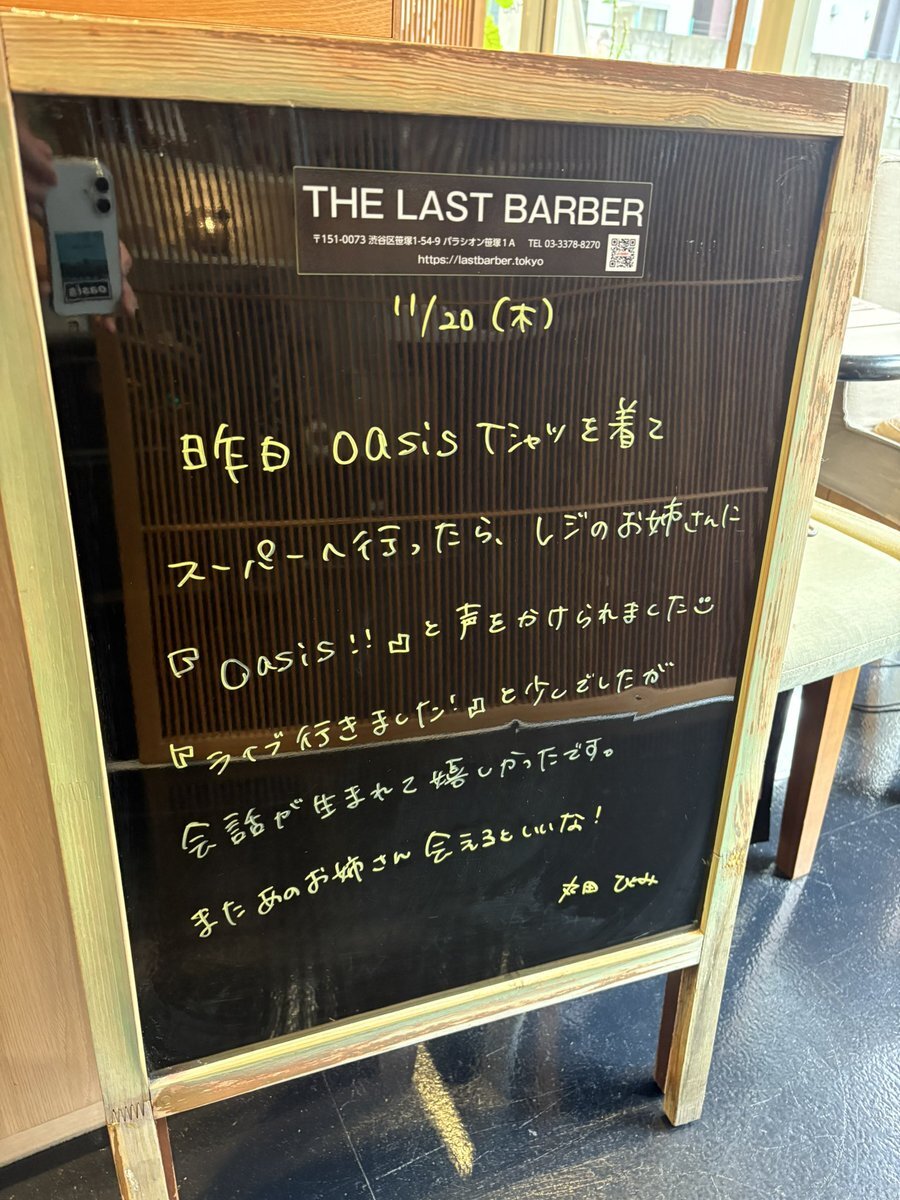 THE LAST BARBER
〒151-0073 渋谷区笹塚1-54-9 パラシオン笹塚1A TEL 03-3378-8270
https://lastbarber.tokyo
11/20 (木)
昨日 oasis Tシャツを着て
スーパーへ行ったら、レジのお姉さんに
『oasis!!』と声をかけられました
『ライブ行きました!』と少しでしたが
会話が生まれて嬉しかったです。
またあのお姉さん会えるといいな!
ひとみ
oasis